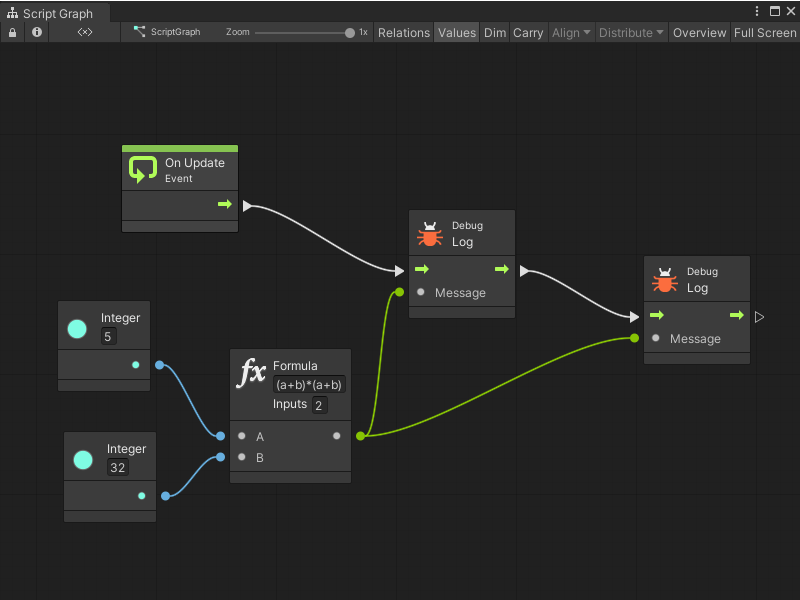 Script Graph
<×> ScriptGraph Zoom 1x Relations Values Dim Carry Align Distribute Overview Full Screen
On Update
Event
Debug
Log
Message
Debug
Log
Message
Integer
5
Formula
(a+b)*(a+b)
Inputs 2
A
B
Integer
32